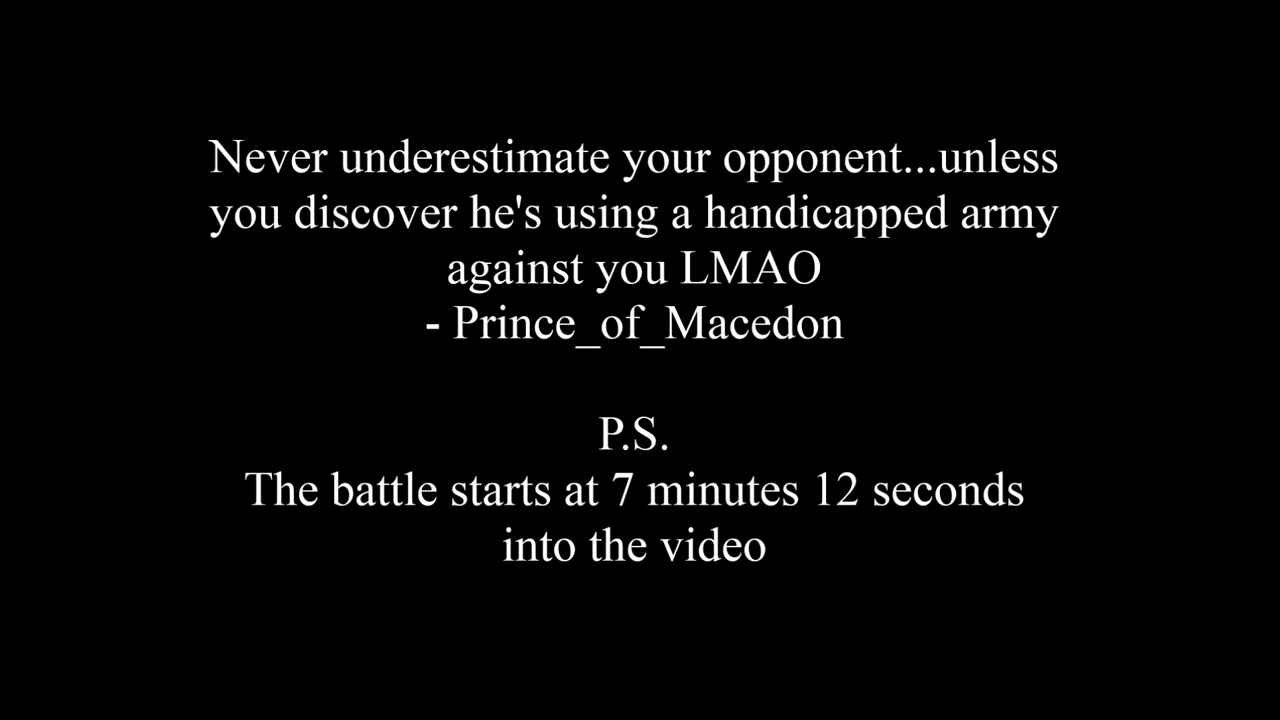 Never underestimate your opponent...unless
you discover he's using a handicapped army
against you LMAO
- Prince_of_Macedon
P.S.
The battle starts at 7 minutes 12 seconds
into the video